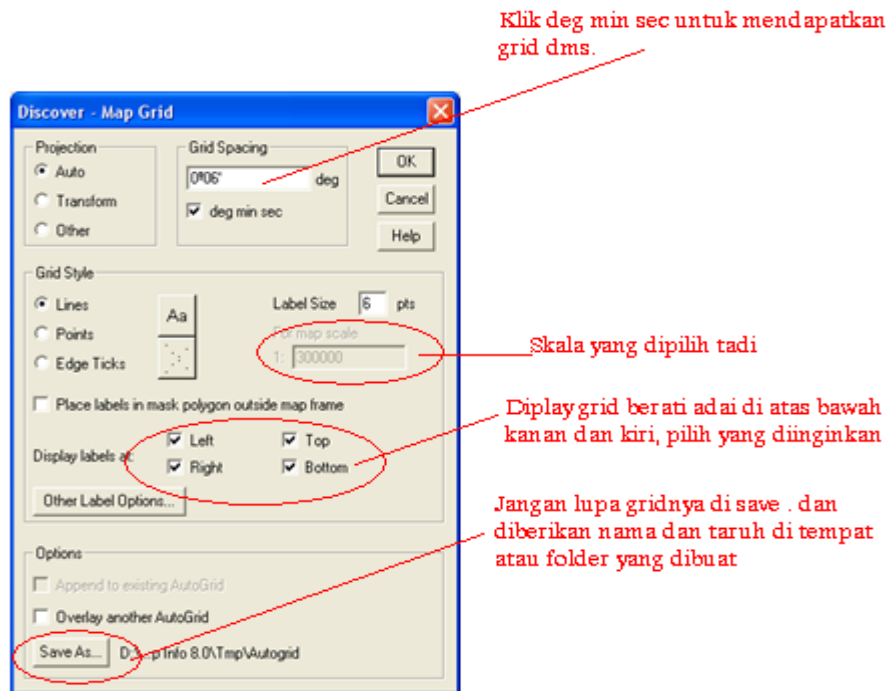 Klik deg min sec untuk mendapatkan
grid dms.
Discover - Map Grid
Projection
Auto
Transform
Other
Grid Spacing
0°06' deg
deg min sec
OK
Cancel
Help
Grid Style
Lines
Points
Edge Ticks
Aa
Label Size 6 pts
For map scale
1: 300000
Skala yang dipilih tadi
Place labels in mask polygon outside map frame
Display labels at:
Left
Top
Right
Bottom
Diplay grid berati adai di atas bawah
kanan dan kiri, pilih yang diinginkan
Other Label Options...
Jangan lupa gridnya di save . dan
diberikan nama dan taruh di tempat
atau folder yang dibuat
Options
Append to existing AutoGrid
Overlay another AutoGrid
Save As... Info 8.0\Tmp\Autogrid